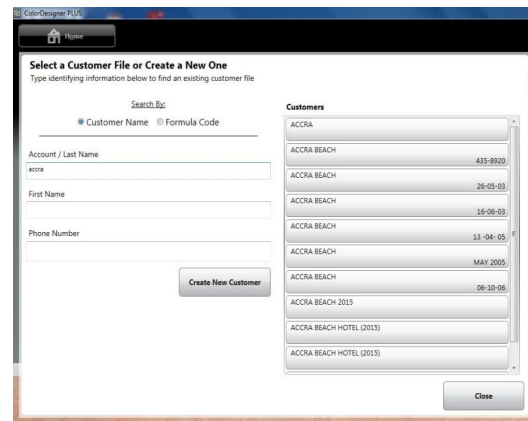 ColorDesigner PLUS
Home
Select a Customer File or Create a New One
Type identifying information below to find an existing customer file
Search By:
Customer Name
Formula Code
Account / Last Name
accra
First Name
Phone Number
Create New Customer
Customers
ACCRA
ACCRA BEACH
435-8920
ACCRA BEACH
26-05-03
ACCRA BEACH
16-06-03
ACCRA BEACH
13 -04- 05
ACCRA BEACH
MAY 2005
ACCRA BEACH
06-10-06
ACCRA BEACH 2015
ACCRA BEACH HOTEL (2015)
ACCRA BEACH HOTEL (2015)
Close